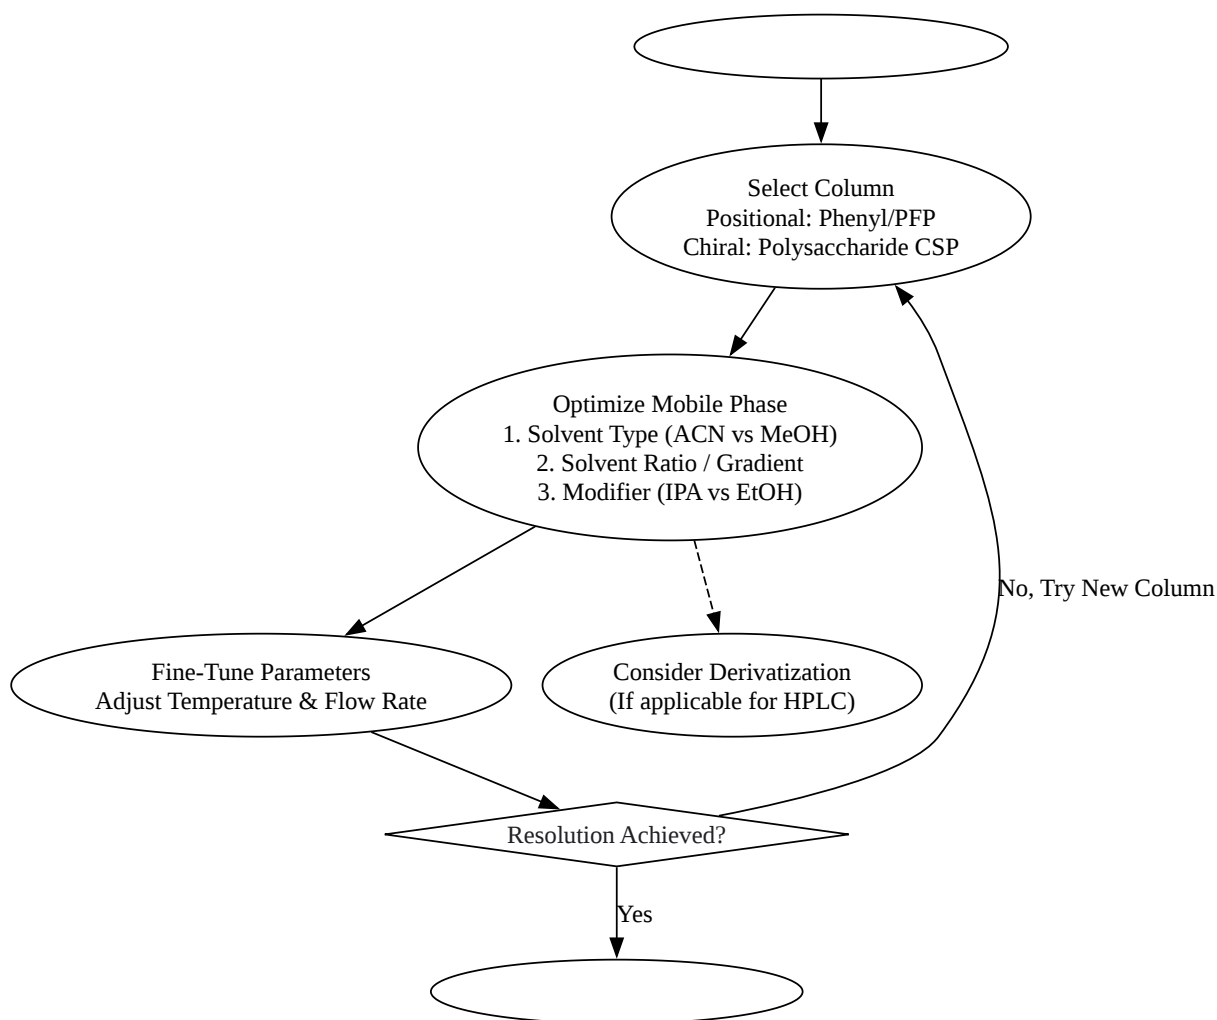 Select Column
Positional: Phenyl/PFP
Chiral: Polysaccharide CSP
Optimize Mobile Phase
1. Solvent Type (ACN vs MeOH)
2. Solvent Ratio / Gradient
3. Modifier (IPA vs EtOH)
No, Try New Column
Fine-Tune Parameters
Adjust Temperature & Flow Rate
Consider Derivatization
(If applicable for HPLC)
Resolution Achieved?
Yes